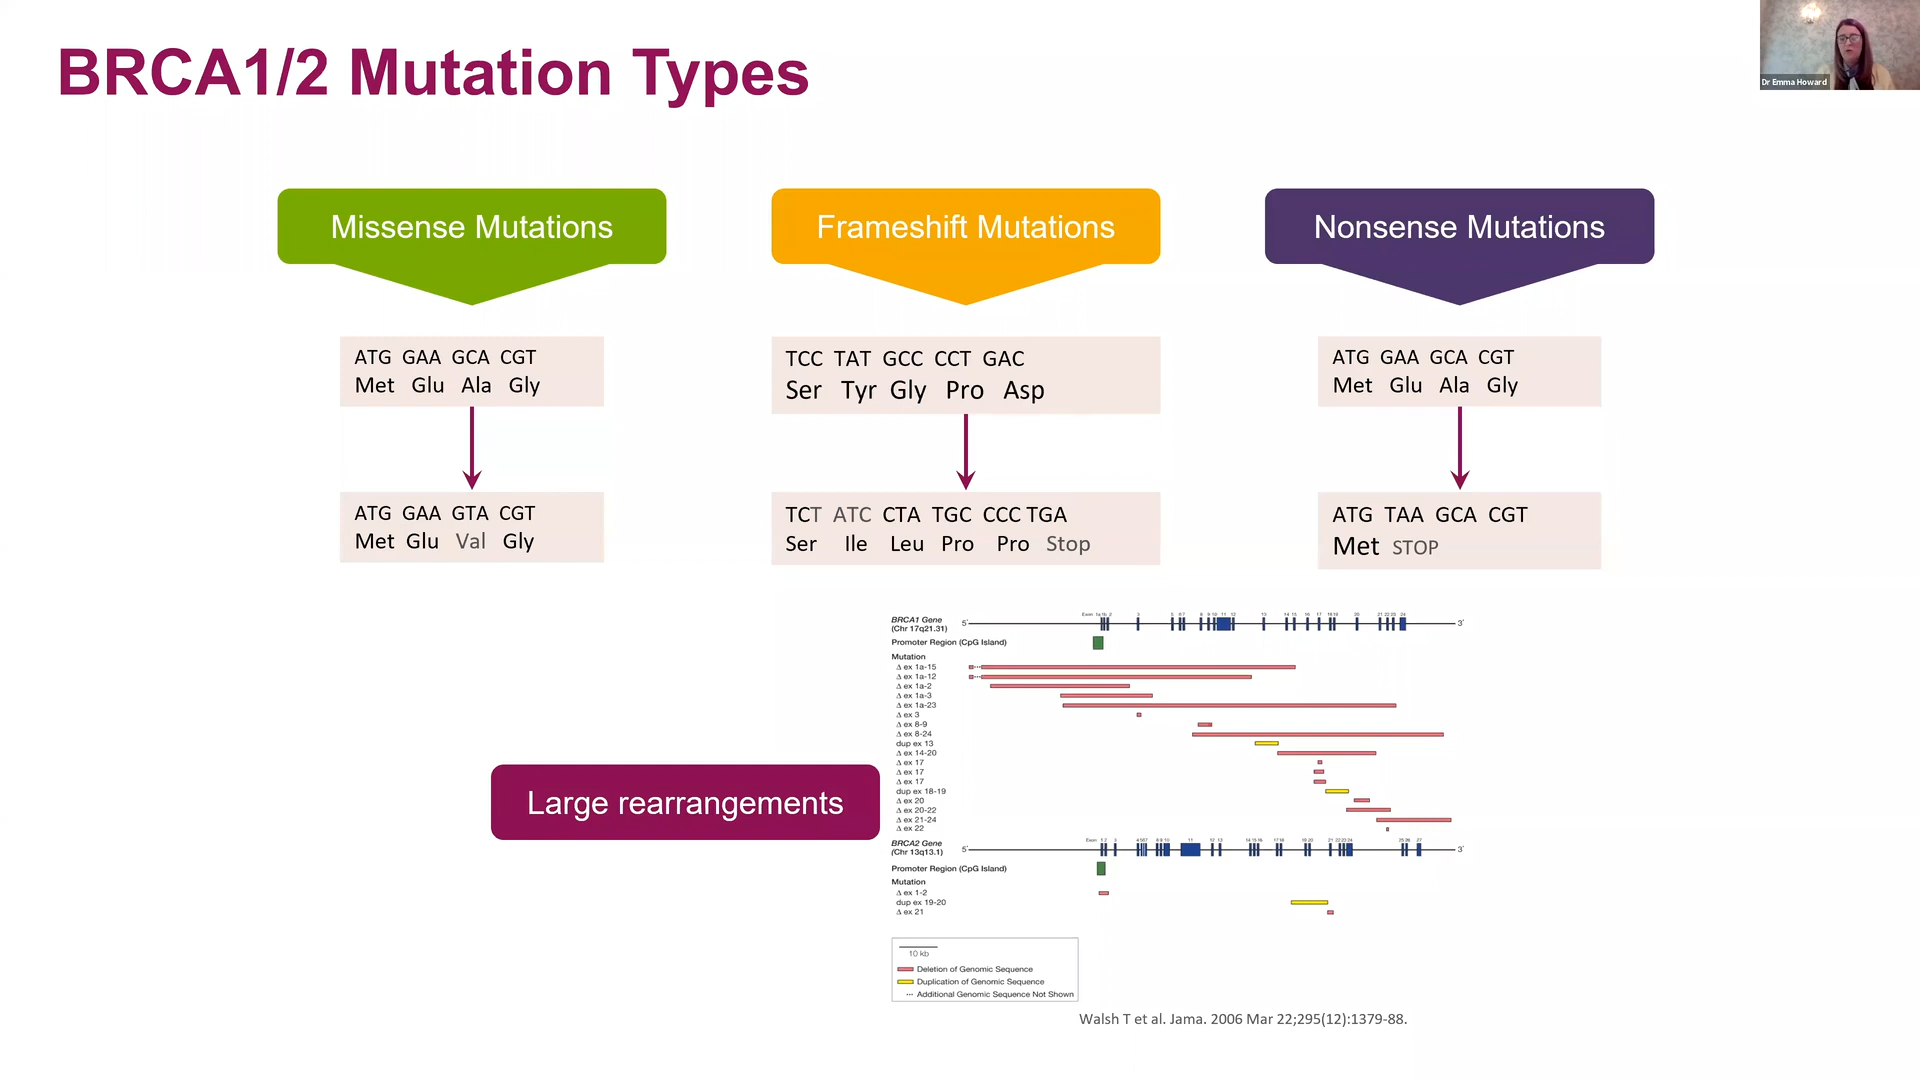 BRCA1/2 Mutation Types
Dr Emma Howard
Missense Mutations
ATG GAA GCA CGT
Met Glu Ala Gly
ATG GAA GTA CGT
Met Glu Val Gly
Frameshift Mutations
TCC TAT GCC CCT GAC
Ser Tyr Gly Pro Asp
TCT ATC CTA TGC CCC TGA
Ser Ile Leu Pro Pro Stop
Nonsense Mutations
ATG GAA GCA CGT
Met Glu Ala Gly
ATG TAA GCA CGT
Met STOP
Large rearrangements
BRCA1 Gene
(Chr 17q21.31)
5' 3'
Promoter Region (CpG Island)
Mutation
Δ ex 1a-15
Δ ex 1a-12
Δ ex 1a-2
Δ ex 1a-3
Δ ex 1a-23
Δ ex 3
Δ ex 8-9
Δ ex 8-24
dup ex 13
Δ ex 14-20
Δ ex 17
Δ ex 17
Δ ex 17
dup ex 18-19
Δ ex 20
Δ ex 20-22
Δ ex 21-24
Δ ex 22
BRCA2 Gene
(Chr 13q13.1)
5' 3'
Promoter Region (CpG Island)
Mutation
Δ ex 1-2
dup ex 19-20
Δ ex 21
10 kb
Deletion of Genomic Sequence
Duplication of Genomic Sequence
Additional Genomic Sequence Not Shown
Walsh T et al. Jama. 2006 Mar 22;295(12):1379-88.